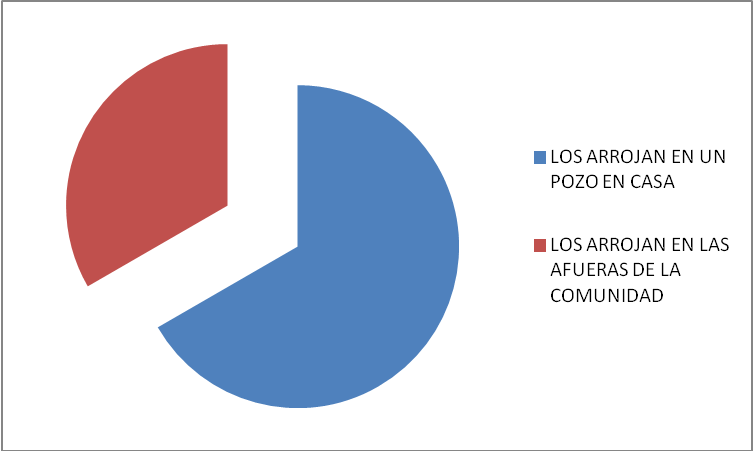 LOS ARROJAN EN UN
POZO EN CASA
LOS ARROJAN EN LAS
AFUERAS DE LA
COMUNIDAD